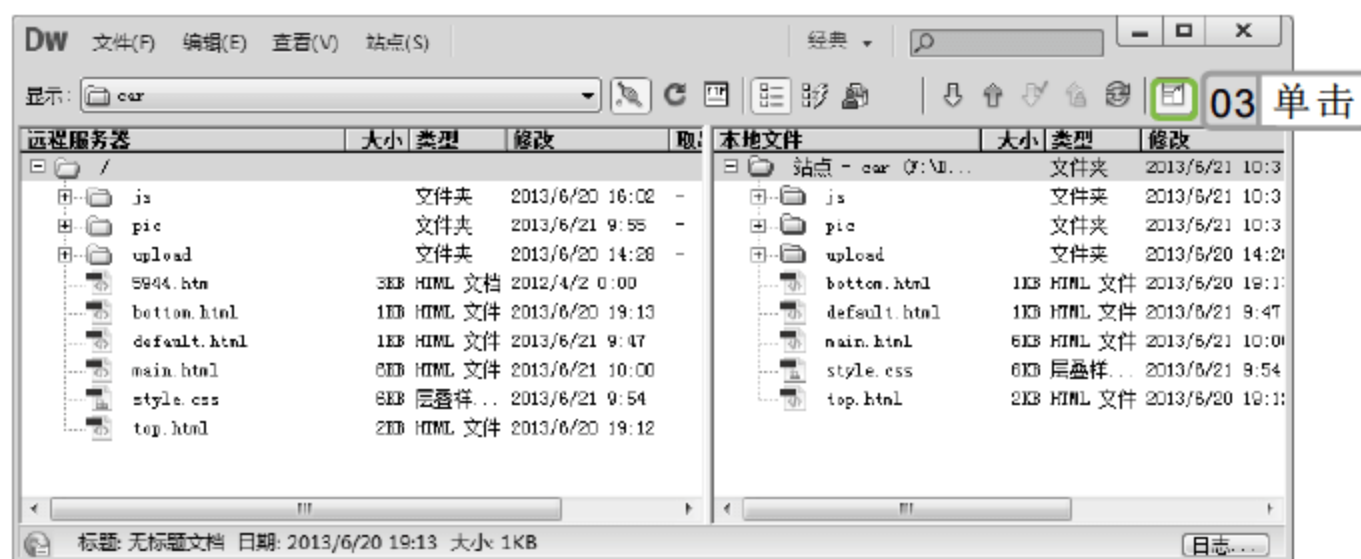 DW 文件(F) 编辑(E) 查看(V) 站点(S) 经典
显示: car 03 单击
远程服务器 大小 类型 修改 本地文件 大小 类型 修改
/ 站点 - car 文件夹 2013/6/21 10:3
js 文件夹 2013/6/20 16:02 - js 文件夹 2013/6/21 10:3
pic 文件夹 2013/6/21 9:55 - pic 文件夹 2013/6/21 10:3
upload 文件夹 2013/6/20 14:28 - upload 文件夹 2013/6/20 14:2
5944.htm 3KB HTML 文档 2012/4/2 0:00 bottom.html 1KB HTML 文件 2013/6/20 19:1
bottom.html 1KB HTML 文件 2013/6/20 19:13 default.html 1KB HTML 文件 2013/6/21 9:47
default.html 1KB HTML 文件 2013/6/21 9:47 main.html 6KB HTML 文件 2013/6/21 10:0
main.html 6KB HTML 文件 2013/6/21 10:00 style.css 6KB 层叠样... 2013/6/21 9:54
style.css 6KB 层叠样... 2013/6/21 9:54 top.html 2KB HTML 文件 2013/6/20 19:1
top.html 2KB HTML 文件 2013/6/20 19:12
标题: 无标题文档 日期: 2013/6/20 19:13 大小: 1KB 日志...